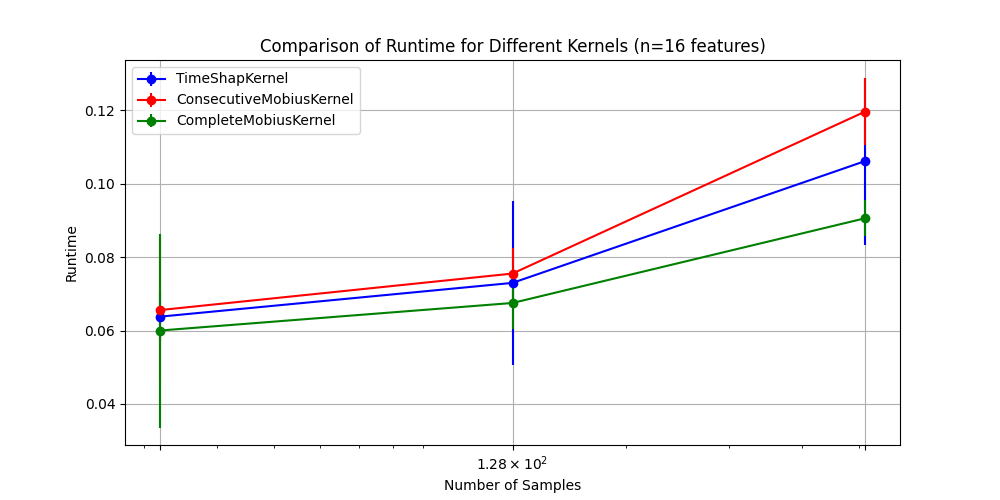 Comparison of Runtime for Different Kernels (n=16 features)
TimeShapKernel
ConsecutiveMobiusKernel
CompleteMobiusKernel
0.12
0.10
0.08
0.06
0.04
Runtime
1.28 × 10²
Number of Samples